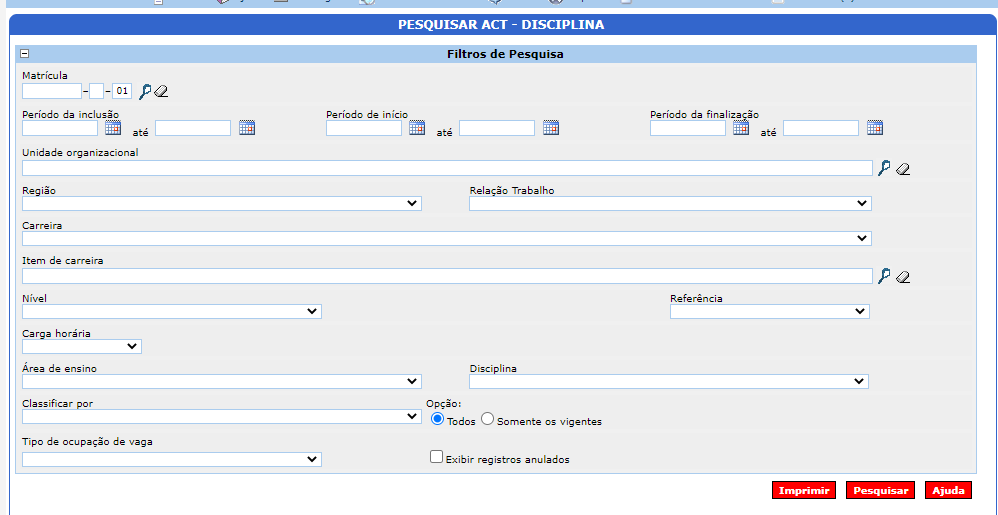 PESQUISAR ACT - DISCIPLINA
Filtros de Pesquisa
Matrícula
- - 01
Período da inclusão Período de início Período da finalização
até até até
Unidade organizacional
Região Relação Trabalho
Carreira
Item de carreira
Nível Referência
Carga horária
Área de ensino Disciplina
Classificar por Opção:
Todos Somente os vigentes
Tipo de ocupação de vaga
Exibir registros anulados
Imprimir Pesquisar Ajuda